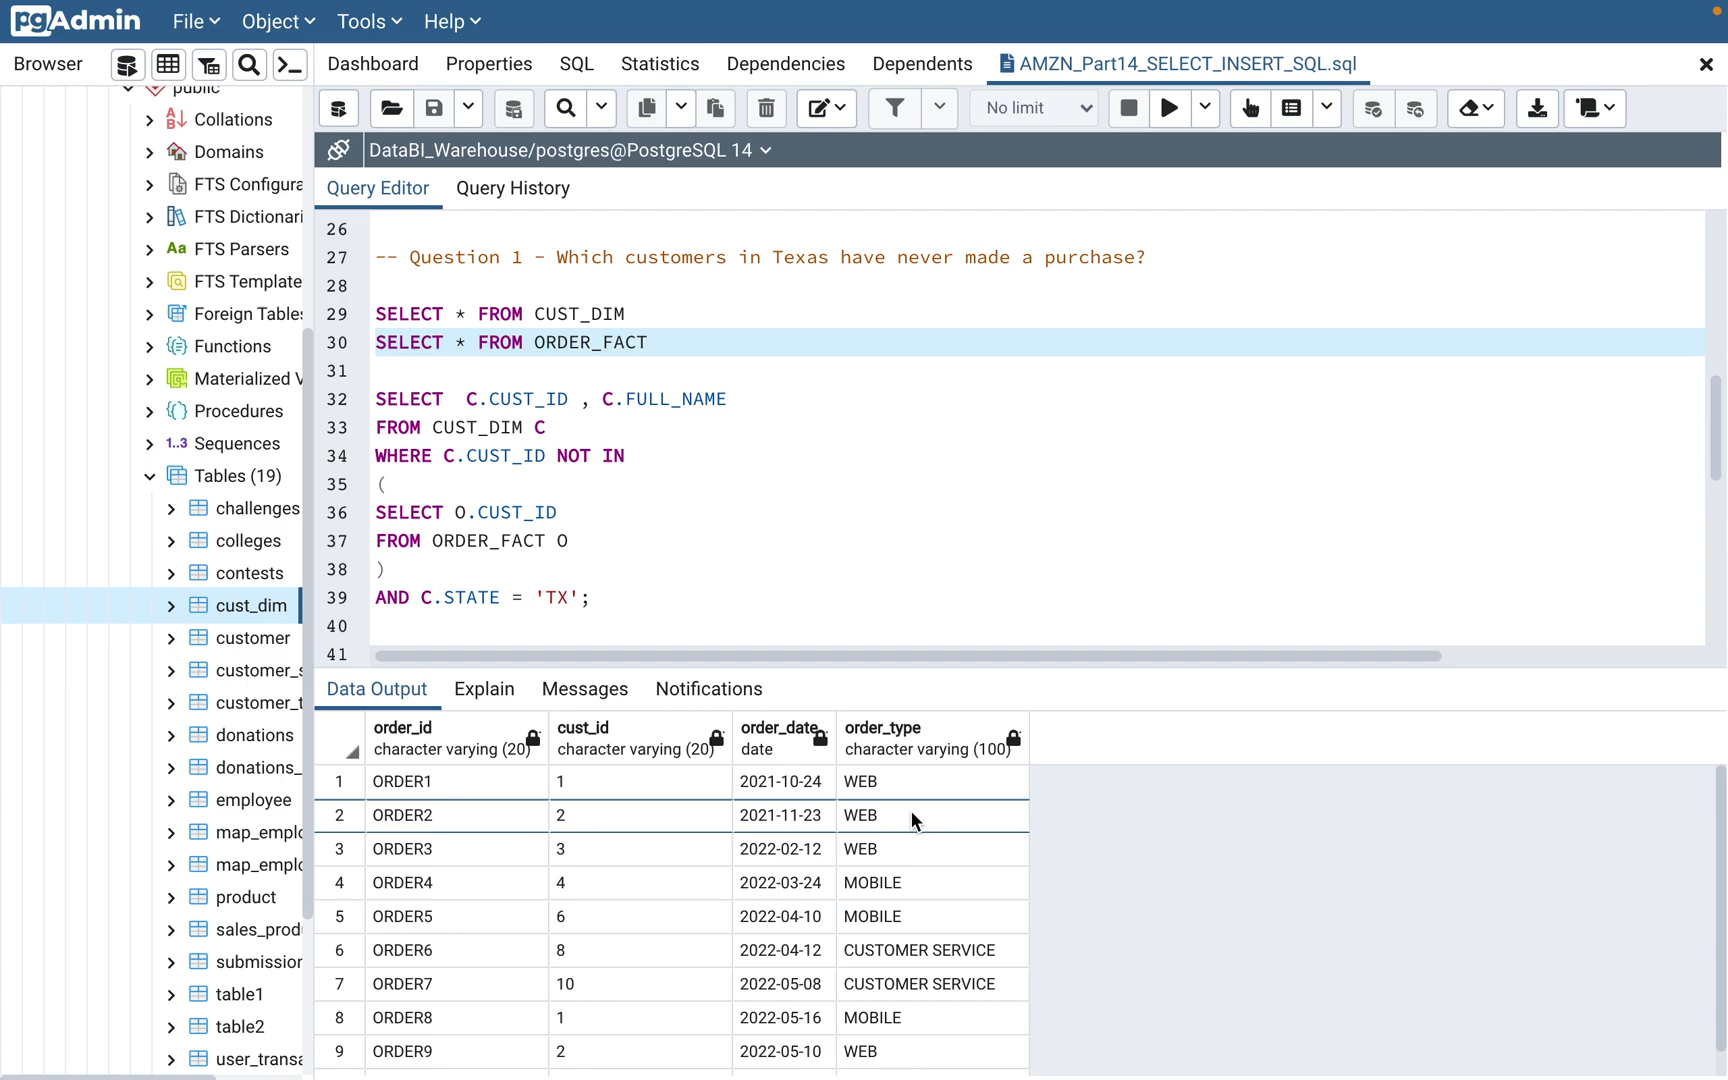 pgAdmin File Object Tools Help
Browser Dashboard Properties SQL Statistics Dependencies Dependents AMZN_Part14_SELECT_INSERT_SQL.sql
No limit
DataBI_Warehouse/postgres@PostgreSQL 14
Query Editor Query History
public
Collations
Domains
FTS Configura
FTS Dictionari
FTS Parsers
FTS Template
Foreign Table
Functions
Materialized V
Procedures
1..3 Sequences
Tables (19)
challenges
colleges
contests
cust_dim
customer
customer_s
customer_t
donations
donations_
employee
map_emplo
map_emplo
product
sales_prod
submission
table1
table2
user_transa
26
27 -- Question 1 - Which customers in Texas have never made a purchase?
28
29 SELECT * FROM CUST_DIM
30 SELECT * FROM ORDER_FACT
31
32 SELECT C.CUST_ID , C.FULL_NAME
33 FROM CUST_DIM C
34 WHERE C.CUST_ID NOT IN
35 (
36 SELECT O.CUST_ID
37 FROM ORDER_FACT O
38 )
39 AND C.STATE = 'TX';
40
41
Data Output Explain Messages Notifications
order_id cust_id order_date order_type
character varying (20) character varying (20) date character varying (100)
1 ORDER1 1 2021-10-24 WEB
2 ORDER2 2 2021-11-23 WEB
3 ORDER3 3 2022-02-12 WEB
4 ORDER4 4 2022-03-24 MOBILE
5 ORDER5 6 2022-04-10 MOBILE
6 ORDER6 8 2022-04-12 CUSTOMER SERVICE
7 ORDER7 10 2022-05-08 CUSTOMER SERVICE
8 ORDER8 1 2022-05-16 MOBILE
9 ORDER9 2 2022-05-10 WEB